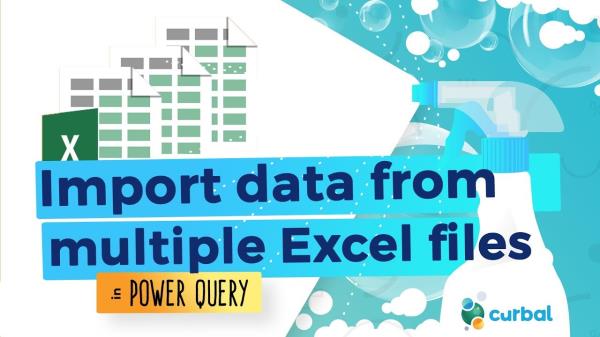 X
Import data from
multiple Excel files
in POWER QUERY
curbal